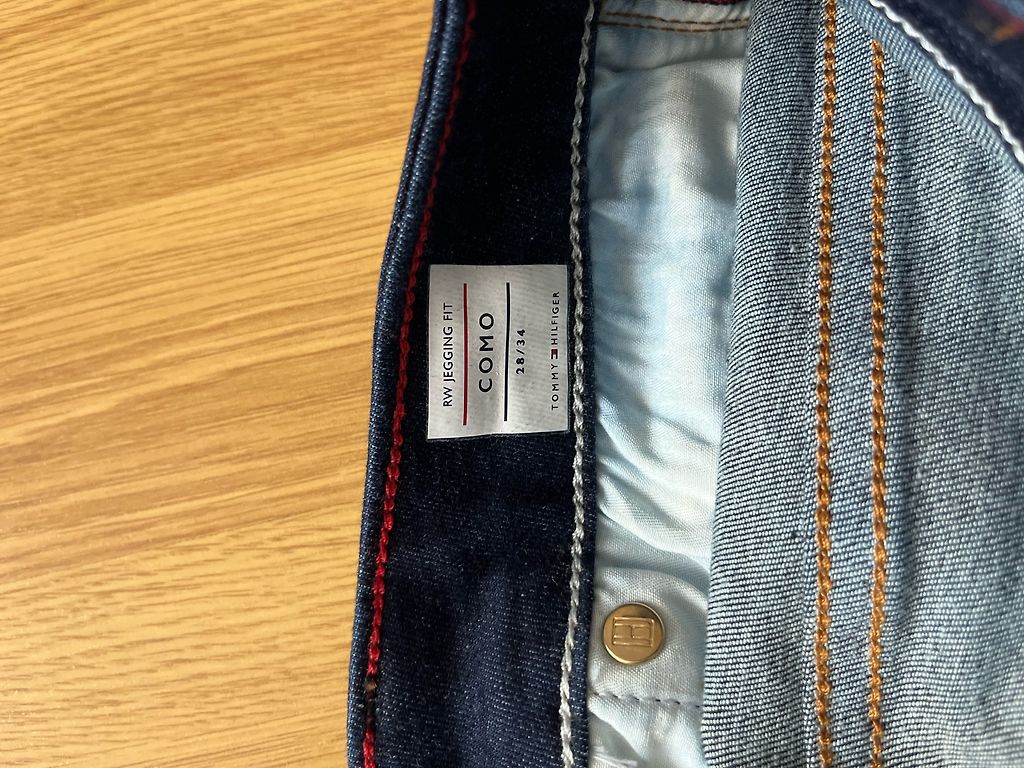 RW JEGGING FIT
COMO
28/34
TOMMY HILFIGER